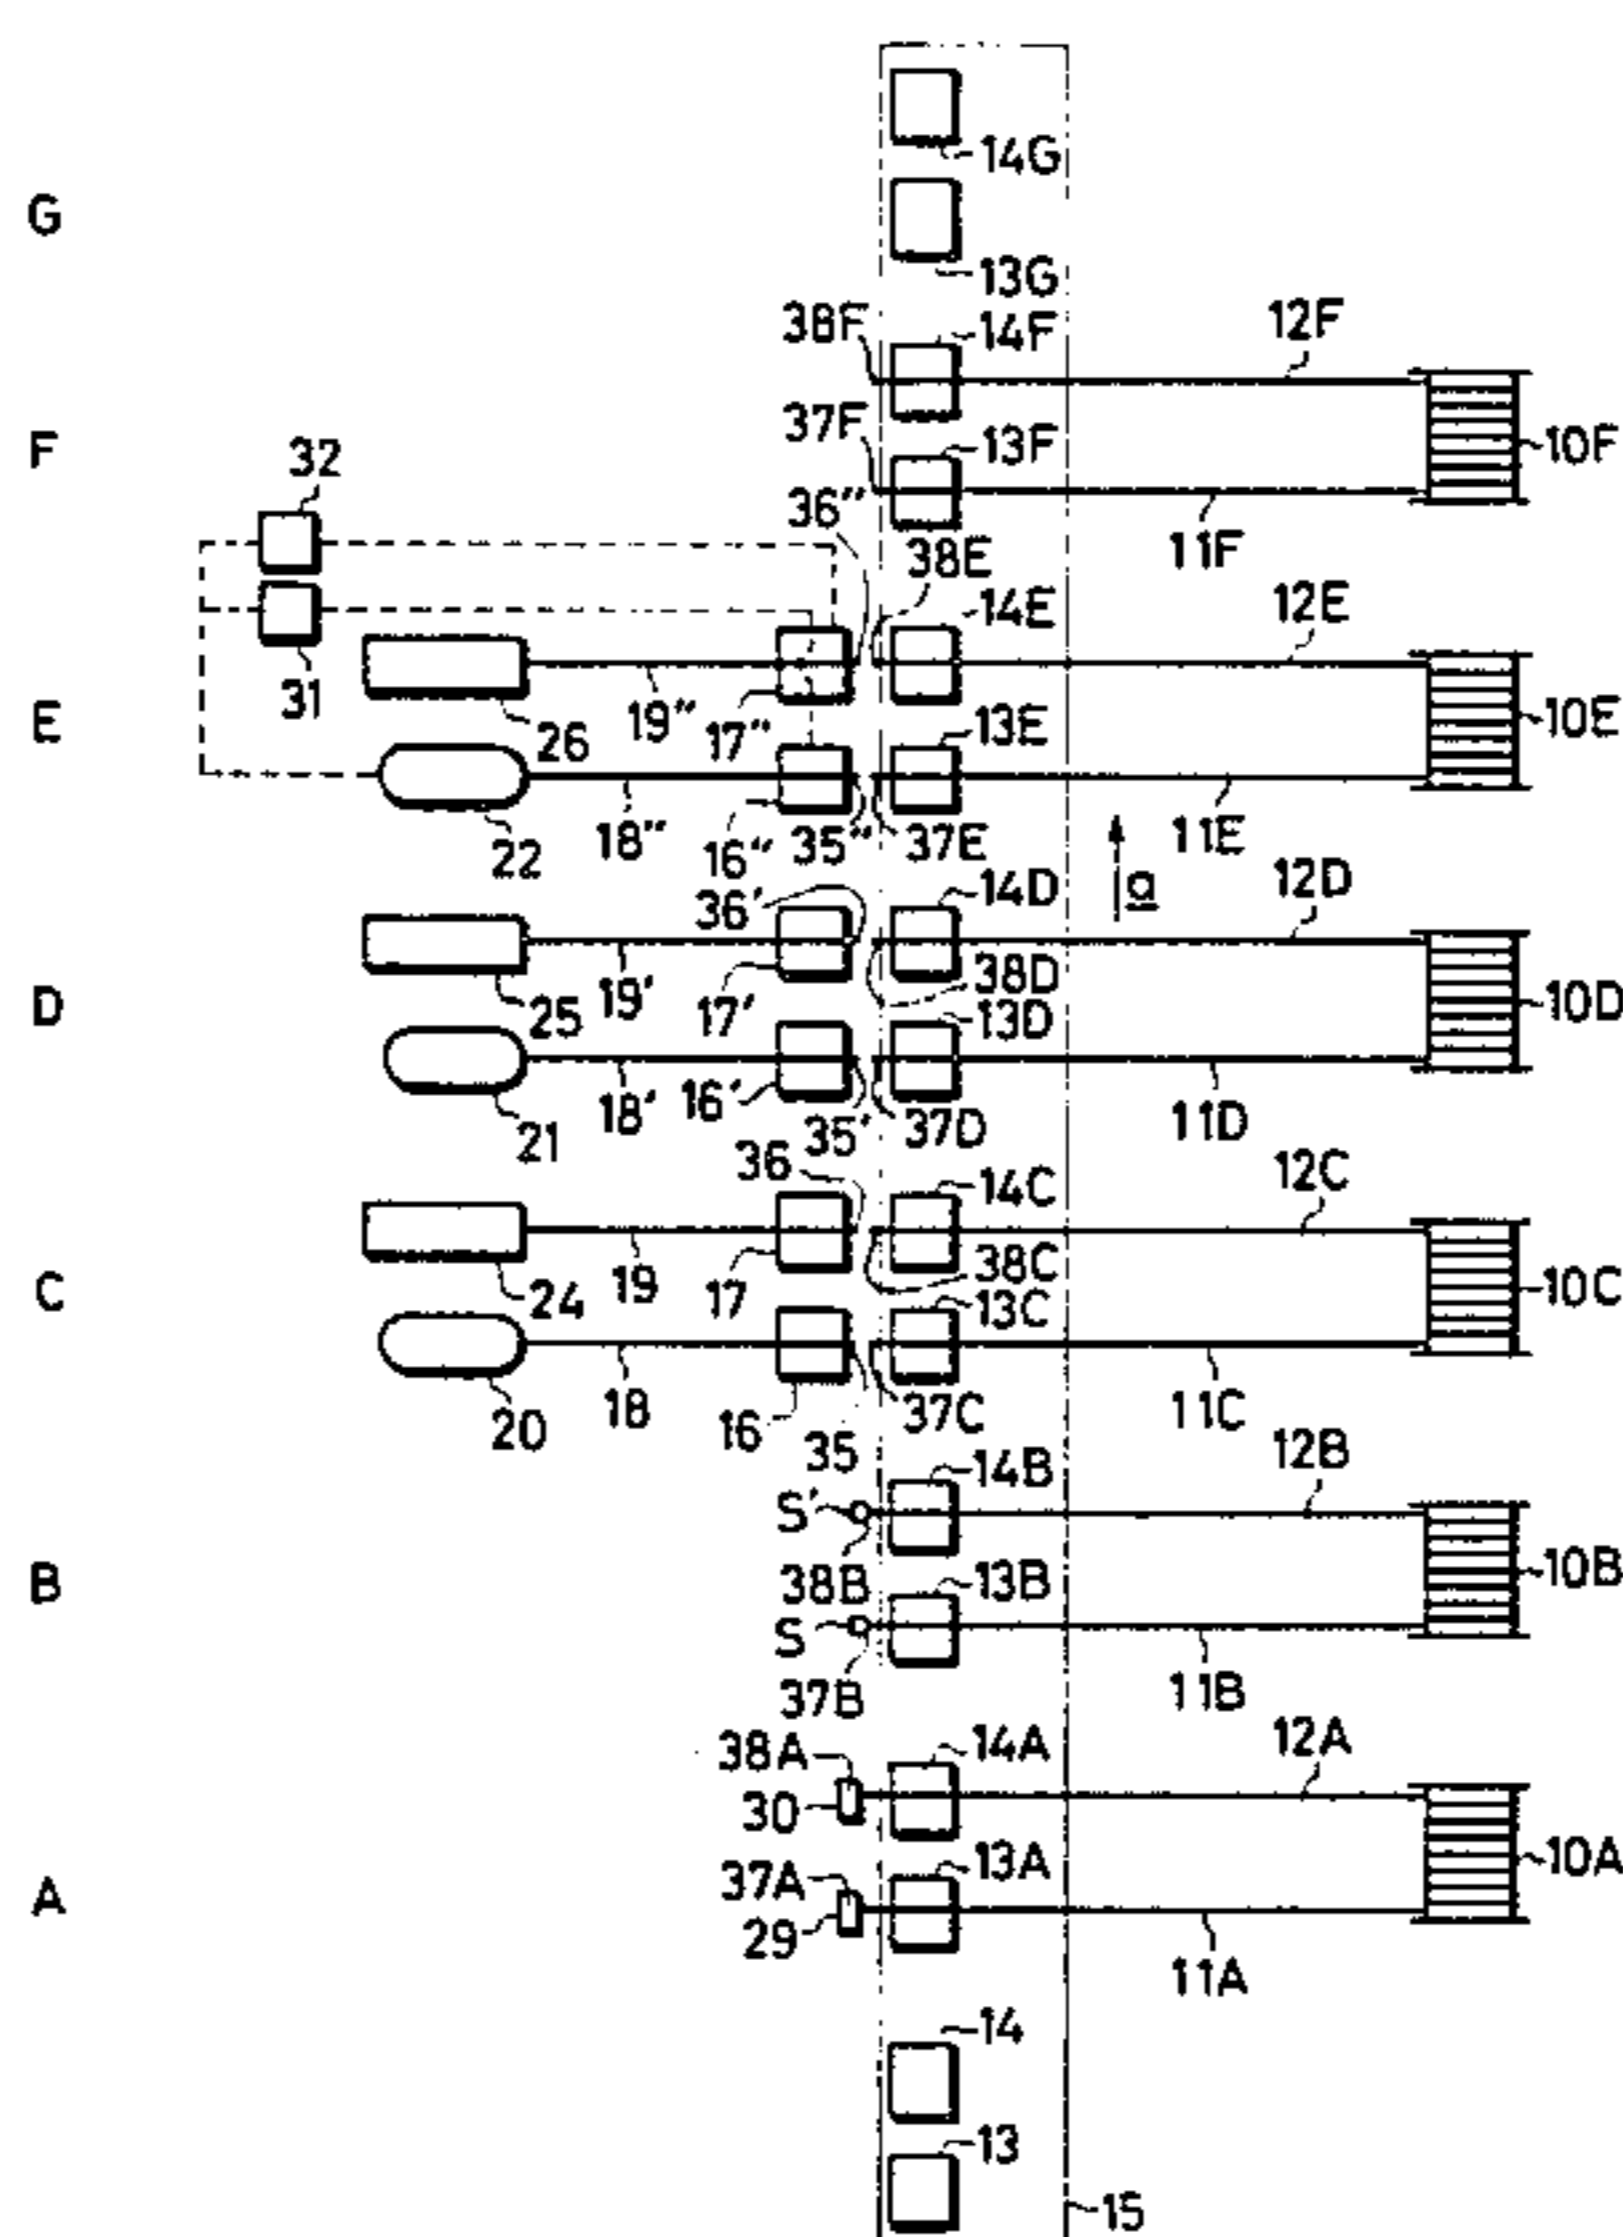 14G
G
13G
38F 14F 12F
F 32 37F 13F 10F
36" 38E 11F
14E 12E
31 19" 17" 13E 10E
E 26
22 18" 16" 35" 37E 11E
a
36' 14D 12D
25 19' 17' 38D
D 13D 10D
21 18' 16' 35' 37D 11D
36 14C 12C
24 19 17 38C
C 13C 10C
20 18 16 35 37C 11C
14B 12B
S'
B 38B 13B 10B
S
37B 11B
38A 14A 12A
30
A 37A 13A 10A
29 11A
14
13
15